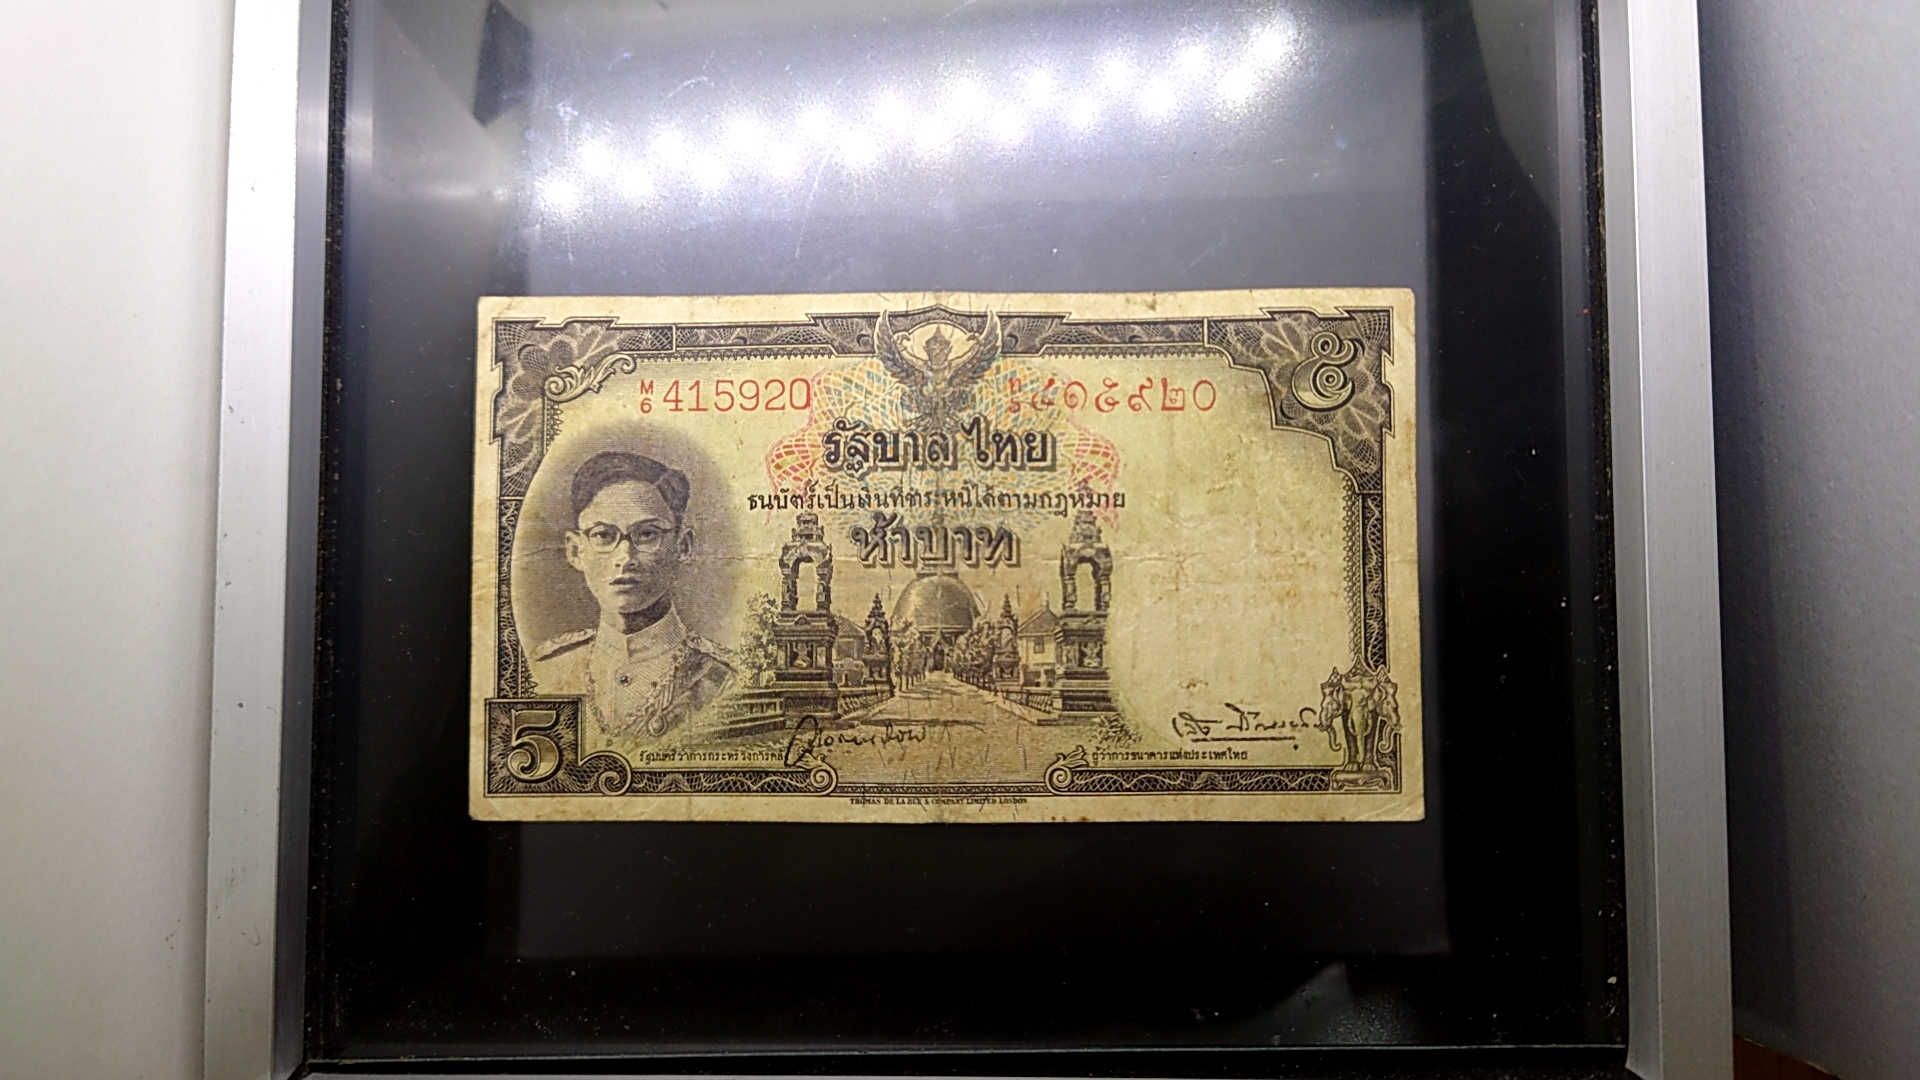 M/6 415920
๔๑๕๙๒๐
๕
รัฐบาลไทย
ธนบัตร์เป็นเงินที่ชำระหนี้ได้ตามกฎหมาย
ห้าบาท
5
รัฐมนตรีว่าการกระทรวงการคลัง
ผู้ว่าการธนาคารแห่งประเทศไทย
THOMAS DE LA RUE & COMPANY LIMITED LONDON